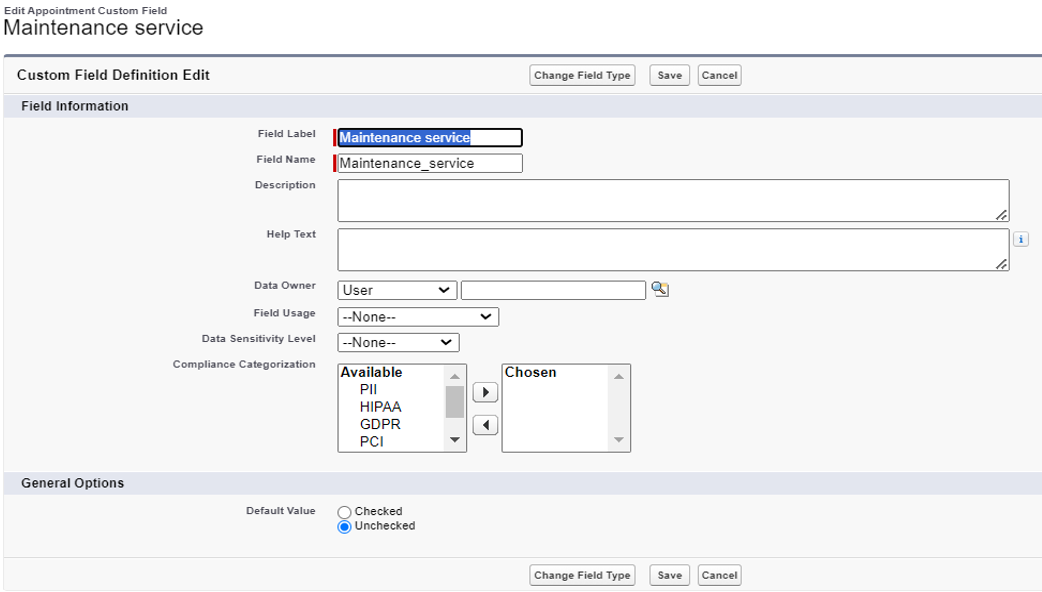 Edit Appointment Custom Field
Maintenance service
Custom Field Definition Edit
Change Field Type Save Cancel
Field Information
Field Label Maintenance service
Field Name Maintenance_service
Description
Help Text
i
Data Owner User
Field Usage --None--
Data Sensitivity Level --None--
Compliance Categorization
Available Chosen
PII
HIPAA
GDPR
PCI
General Options
Default Value Checked
Unchecked
Change Field Type Save Cancel